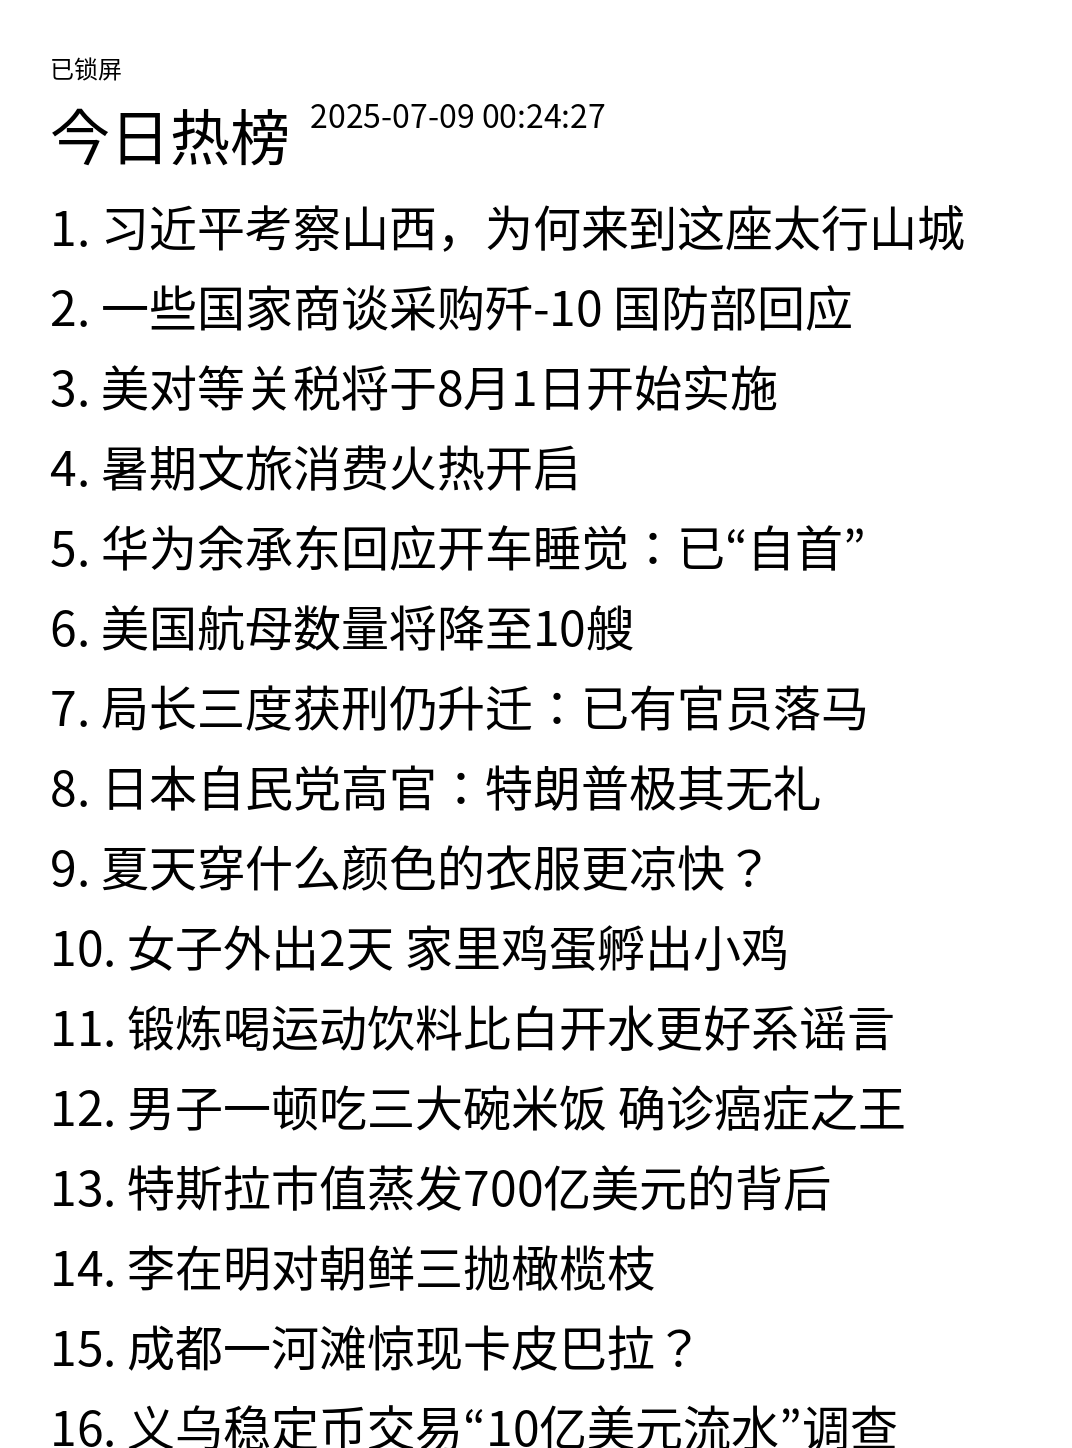 已锁屏
今日热榜 2025-07-09 00:24:27
1. 习近平考察山西，为何来到这座太行山城
2. 一些国家商谈采购歼-10 国防部回应
3. 美对等关税将于8月1日开始实施
4. 暑期文旅消费火热开启
5. 华为余承东回应开车睡觉：已“自首”
6. 美国航母数量将降至10艘
7. 局长三度获刑仍升迁：已有官员落马
8. 日本自民党高官：特朗普极其无礼
9. 夏天穿什么颜色的衣服更凉快？
10. 女子外出2天 家里鸡蛋孵出小鸡
11. 锻炼喝运动饮料比白开水更好系谣言
12. 男子一顿吃三大碗米饭 确诊癌症之王
13. 特斯拉市值蒸发700亿美元的背后
14. 李在明对朝鲜三抛橄榄枝
15. 成都一河滩惊现卡皮巴拉？
16. 义乌稳定币交易“10亿美元流水”调查